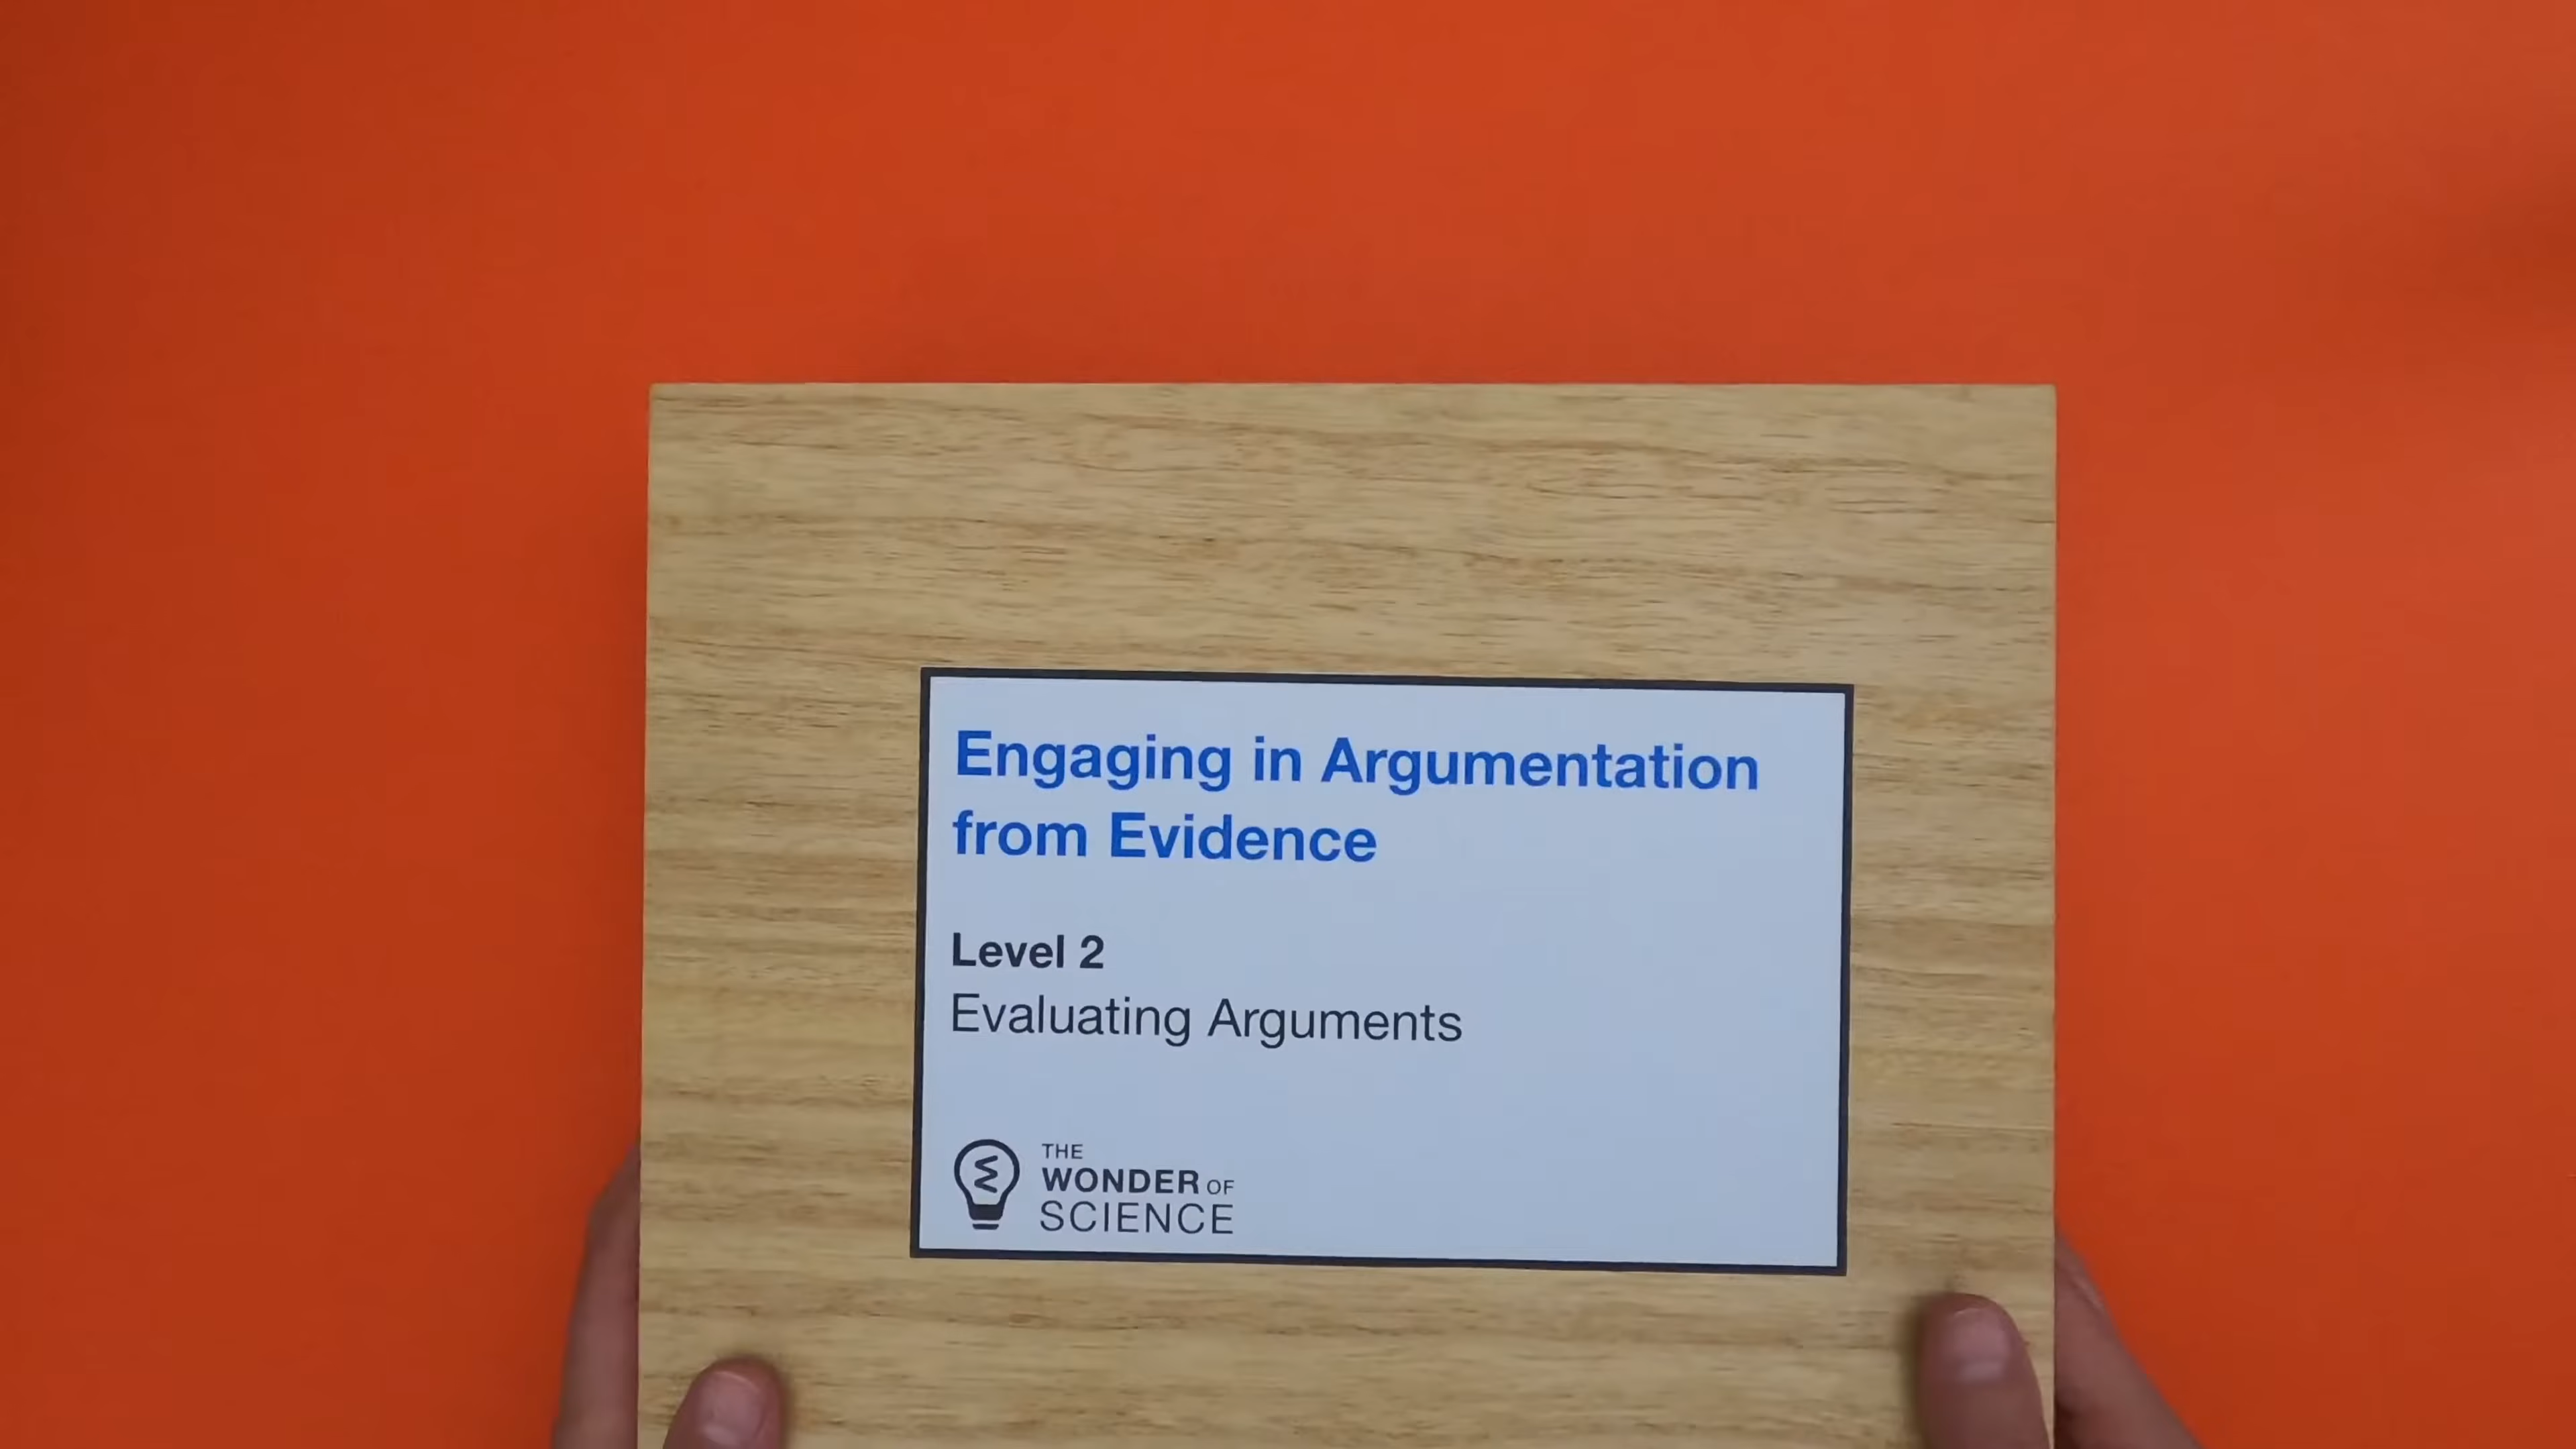 Engaging in Argumentation
from Evidence
Level 2
Evaluating Arguments
THE
WONDER OF
SCIENCE